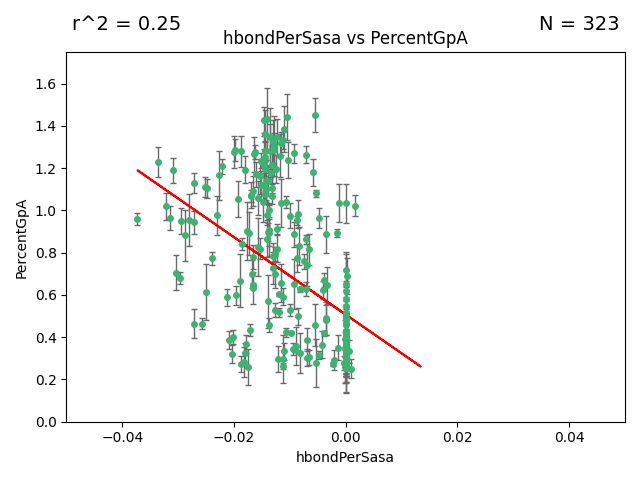 r^2 = 0.25
N = 323
hbondPerSasa vs PercentGpA
PercentGpA
1.6
1.4
1.2
1.0
0.8
0.6
0.4
0.2
0.0
−0.04
−0.02
0.00
0.02
0.04
hbondPerSasa